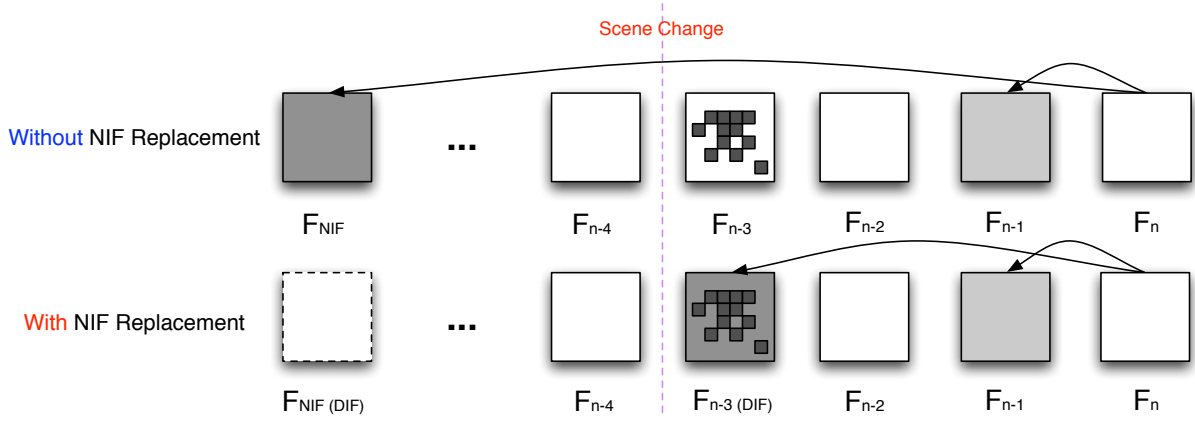 Scene Change
Without NIF Replacement
...
FNIF
Fn-4
Fn-3
Fn-2
Fn-1
Fn
With NIF Replacement
...
FNIF (DIF)
Fn-4
Fn-3 (DIF)
Fn-2
Fn-1
Fn